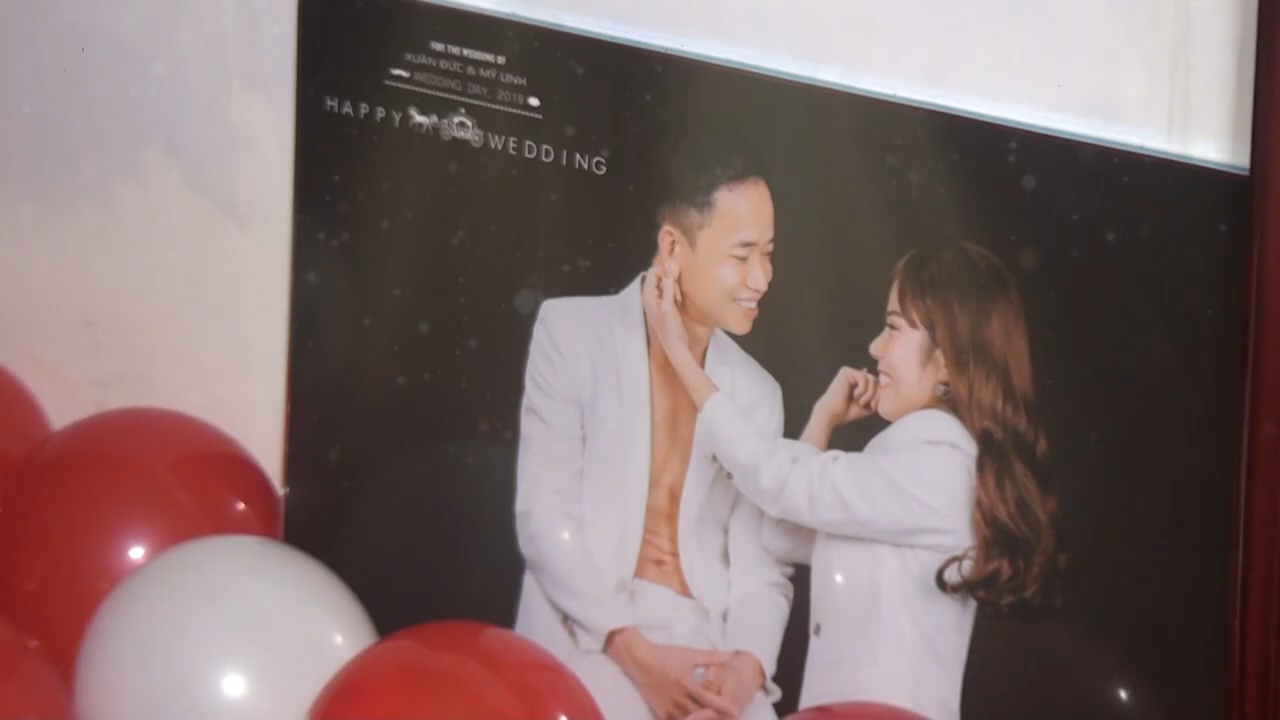 FOR THE WEDDING OF
XUÂN ĐỨC & MỸ LINH
WEDDING DAY, 2019
HAPPY WEDDING